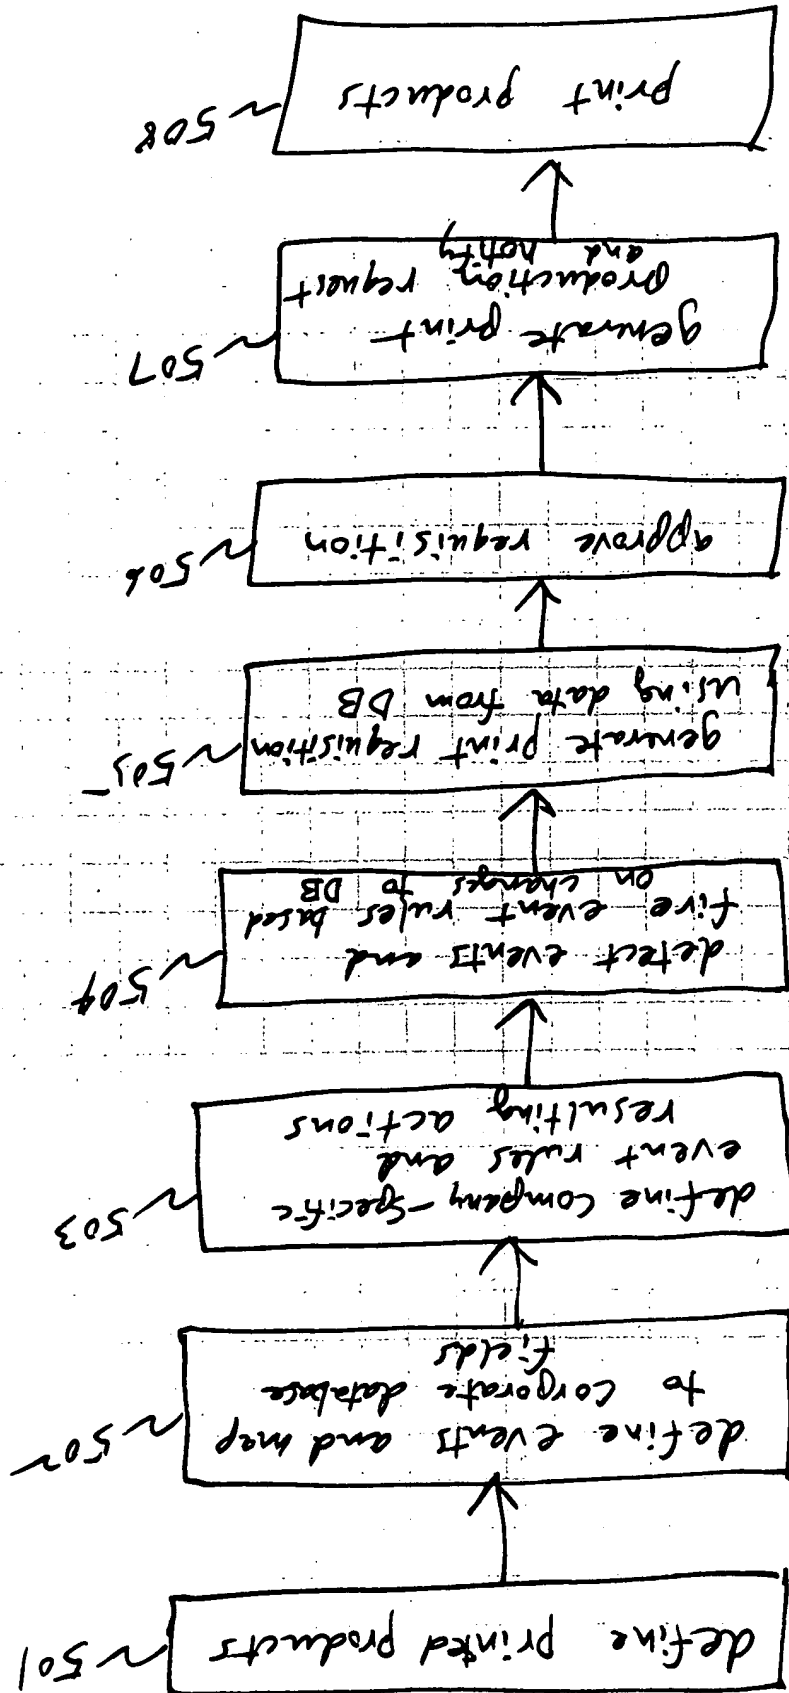 define printed products
501
define events and map
to corporate database
fields
502
define company-specific
event rules and
resulting actions
503
detect events and
fire event rules based
on changes to DB
504
generate print requisition
using data from DB
505
approve requisition
506
generate print
production request
and notify
507
print products
508